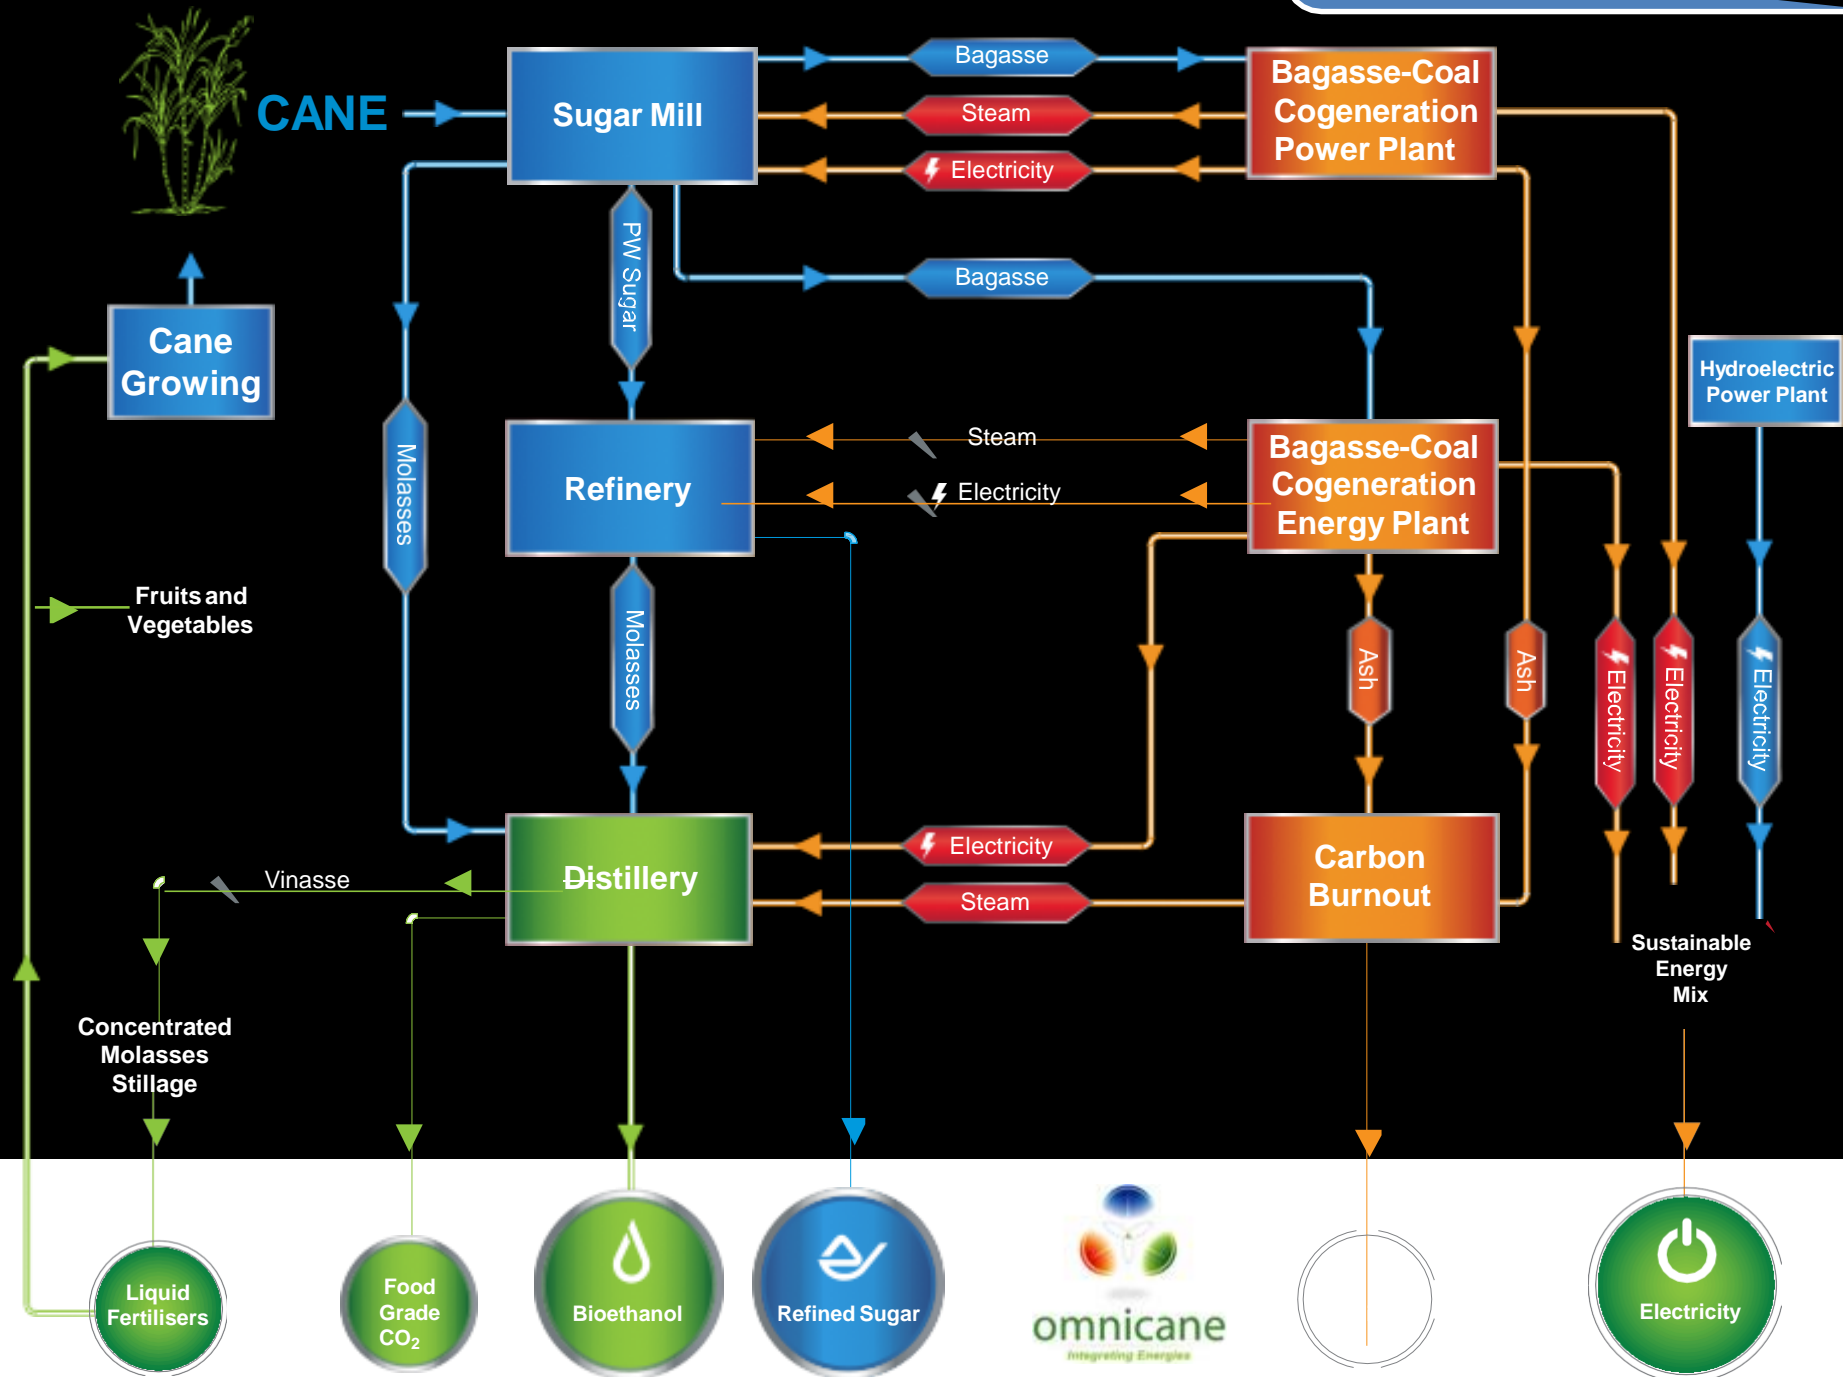 CANE
Sugar Mill
Bagasse
Steam
Electricity
Bagasse-Coal
Cogeneration
Power Plant
PW Sugar
Bagasse
Cane
Growing
Hydroelectric
Power Plant
Molasses
Refinery
Steam
Electricity
Bagasse-Coal
Cogeneration
Energy Plant
Fruits and
Vegetables
Molasses
Ash
Ash
Electricity
Electricity
Electricity
Distillery
Electricity
Steam
Carbon
Burnout
Vinasse
Sustainable
Energy
Mix
Concentrated
Molasses
Stillage
Liquid
Fertilisers
Food
Grade
CO₂
Bioethanol
Refined Sugar
omnicane
Integrating Energies
Electricity